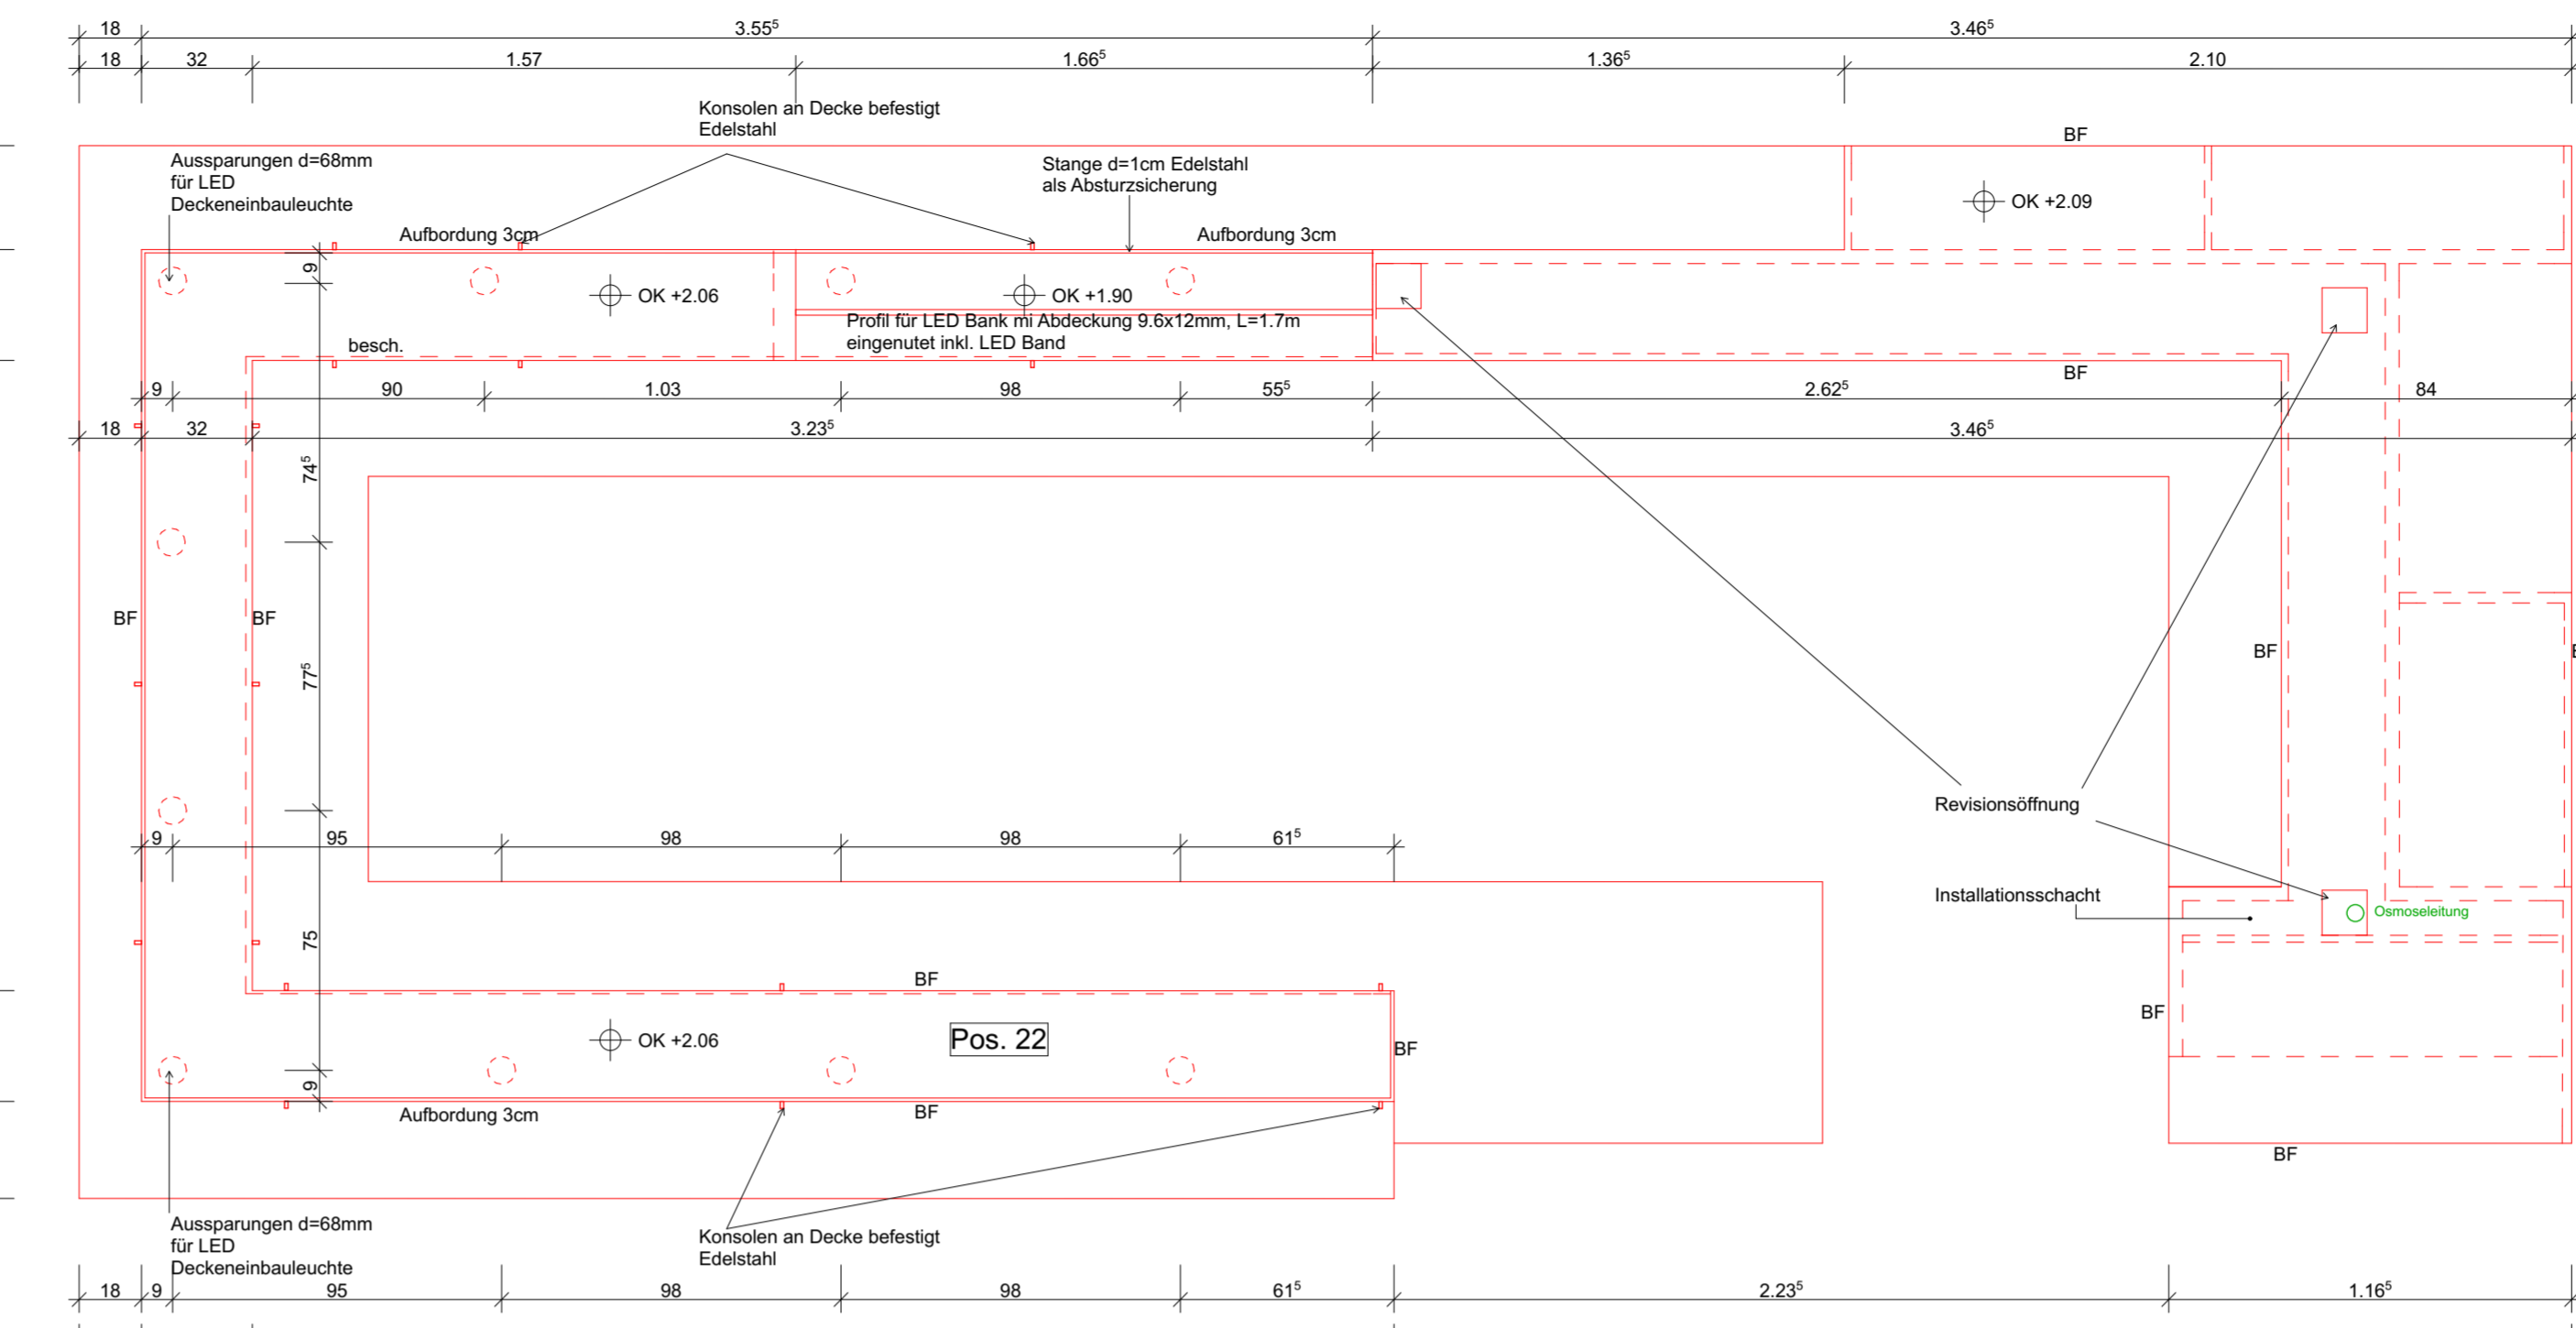 18 3.55⁵ 3.46⁵
18 32 1.57 1.66⁵ 1.36⁵ 2.10
Konsolen an Decke befestigt
Edelstahl
BF
Aussparungen d=68mm
für LED
Deckeneinbauleuchte
Stange d=1cm Edelstahl
als Absturzsicherung
OK +2.09
Aufbordung 3cm
Aufbordung 3cm
9
OK +2.06
OK +1.90
Profil für LED Bank mi Abdeckung 9.6x12mm, L=1.7m
eingenutet inkl. LED Band
besch.
BF
9 90 1.03 98 55⁵ 2.62⁵ 84
18 32 3.23⁵ 3.46⁵
74⁵
BF
BF
77⁵
BF
Revisionsöffnung
9 95 98 98 61⁵
Installationsschacht
Osmoseleitung
75
BF
BF
OK +2.06
Pos. 22
BF
9
Aufbordung 3cm
BF
BF
Aussparungen d=68mm
für LED
Deckeneinbauleuchte
Konsolen an Decke befestigt
Edelstahl
18 9 95 98 98 61⁵ 2.23⁵ 1.16⁵